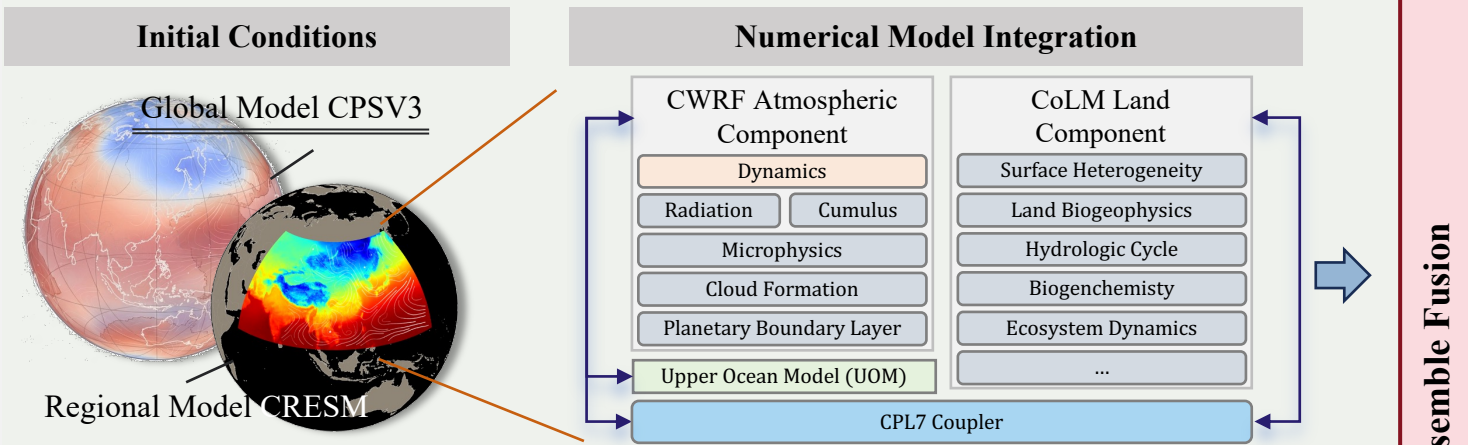 Initial Conditions
Numerical Model Integration
Global Model CPSV3
Regional Model CRESM
CWRF Atmospheric
Component
Dynamics
Radiation
Cumulus
Microphysics
Cloud Formation
Planetary Boundary Layer
Upper Ocean Model (UOM)
CoLM Land
Component
Surface Heterogeneity
Land Biogeophysics
Hydrologic Cycle
Biogenchemisty
Ecosystem Dynamics
...
CPL7 Coupler
semble Fusion